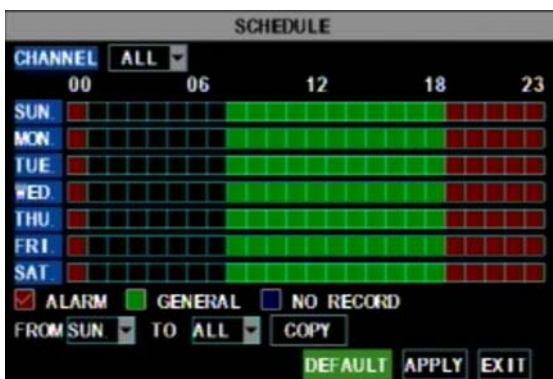 SCHEDULE
CHANNEL ALL
00 06 12 18 23
SUN.
MON.
TUE.
WED.
THU.
FRI.
SAT.
ALARM GENERAL NO RECORD
FROM SUN. TO ALL COPY
DEFAULT APPLY EXIT